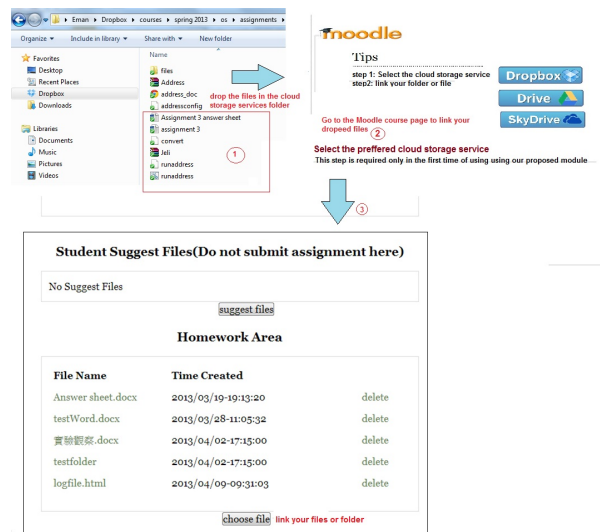 Eman ▸ Dropbox ▸ courses ▸ spring 2013 ▸ os ▸ assignments ▸
Organize Include in library Share with New folder
Favorites
Desktop
Recent Places
Dropbox
Downloads
Libraries
Documents
Music
Pictures
Videos
Name
files
Address
address_doc
addressconfig
Assignment 3 answer sheet
assignment 3
convert
Jeli
runaddress
runaddress
drop the files in the cloud
storage services folder
1
moodle
Tips
step 1: Select the cloud storage service
step2: link your folder or file
Dropbox
Drive
SkyDrive
Go to the Moodle course page to link your
dropeed files 2
Select the preffered cloud storage service
This step is required only in the first time of using using our proposed module
3
Student Suggest Files(Do not submit assignment here)
No Suggest Files
suggest files
Homework Area
File Name Time Created
Answer sheet.docx 2013/03/19-19:13:20 delete
testWord.docx 2013/03/28-11:05:32 delete
實驗觀察.docx 2013/04/02-17:15:00 delete
testfolder 2013/04/02-17:15:00 delete
logfile.html 2013/04/09-09:31:03 delete
choose file link your files or folder